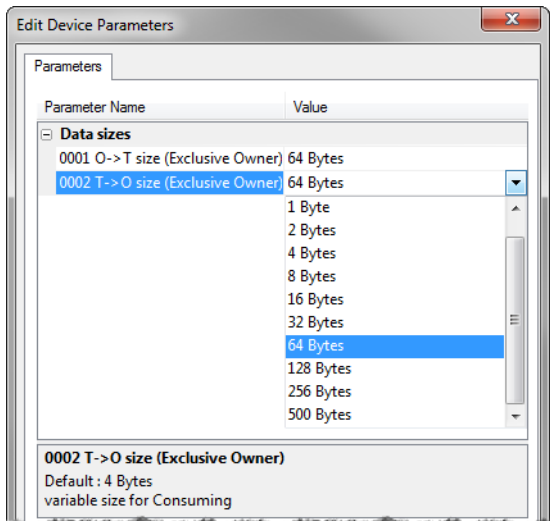 Edit Device Parameters
Parameters
Parameter Name Value
Data sizes
0001 O->T size (Exclusive Owner) 64 Bytes
0002 T->O size (Exclusive Owner) 64 Bytes
1 Byte
2 Bytes
4 Bytes
8 Bytes
16 Bytes
32 Bytes
64 Bytes
128 Bytes
256 Bytes
500 Bytes
0002 T->O size (Exclusive Owner)
Default : 4 Bytes
variable size for Consuming